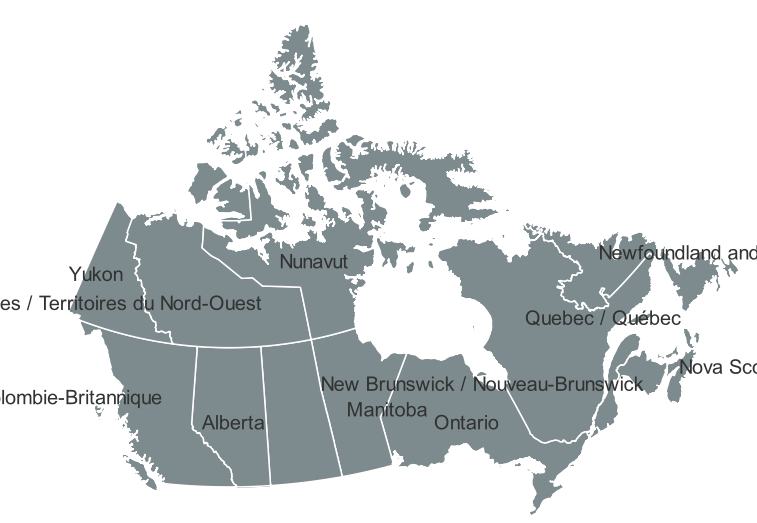 Newfoundland and
Nunavut
Yukon
es / Territoires du Nord-Ouest
Quebec / Québec
Nova Sco
New Brunswick / Nouveau-Brunswick
lombie-Britannique
Manitoba
Alberta
Ontario